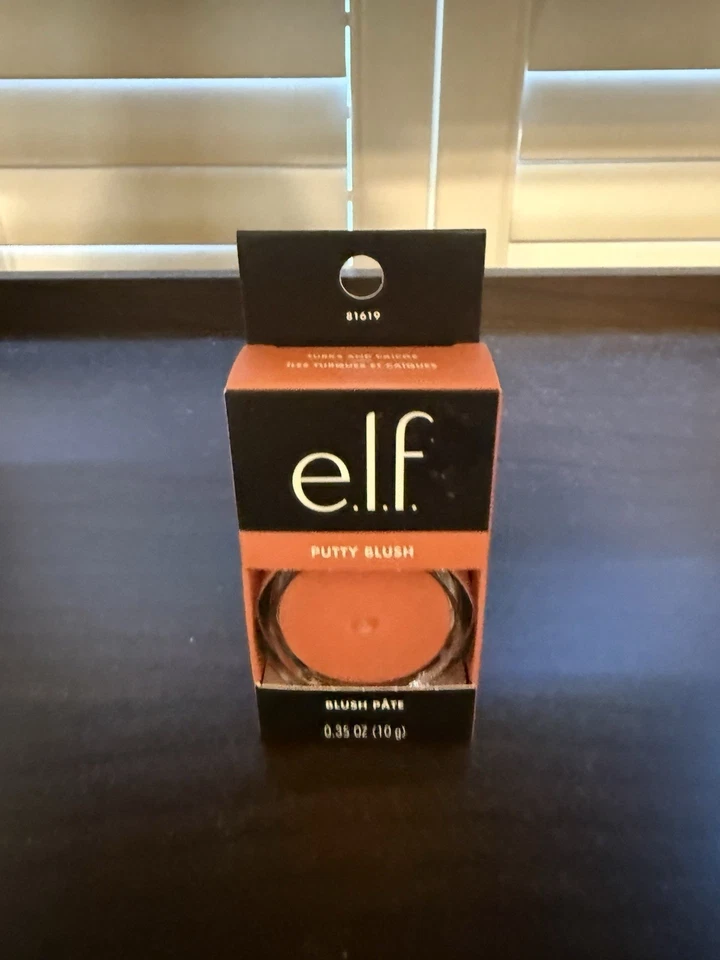 81619
TURKS AND CAICOS
ÎLES TURQUES ET CAÏQUES
e.l.f.
PUTTY BLUSH
BLUSH PÂTE
0.35 OZ (10 g)